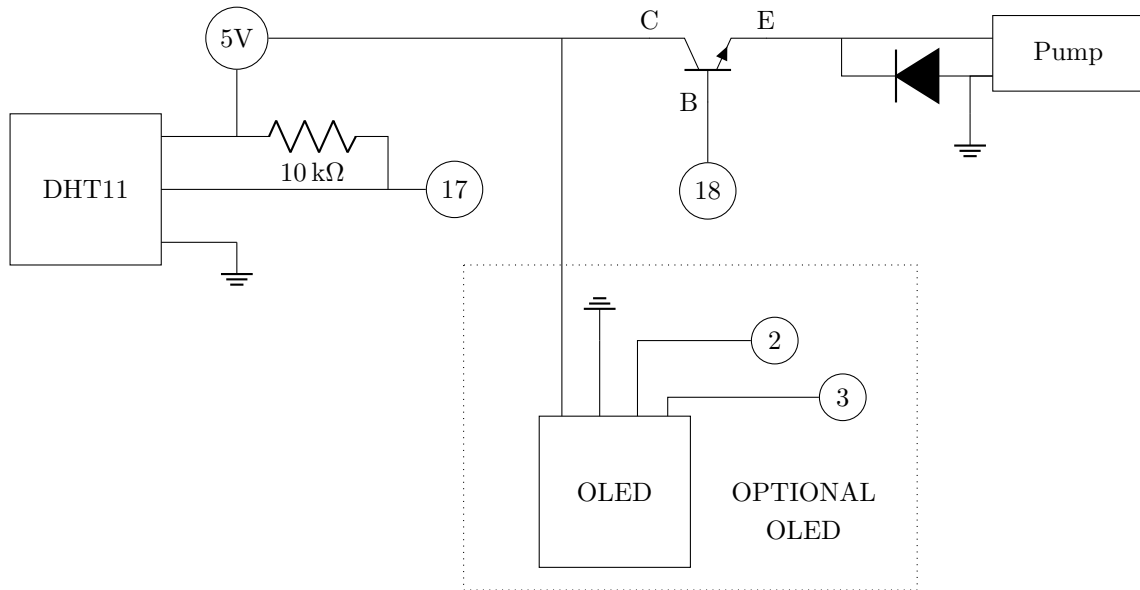 5V
C
E
Pump
B
DHT11
10 kΩ
17
18
2
3
OLED
OPTIONAL
OLED